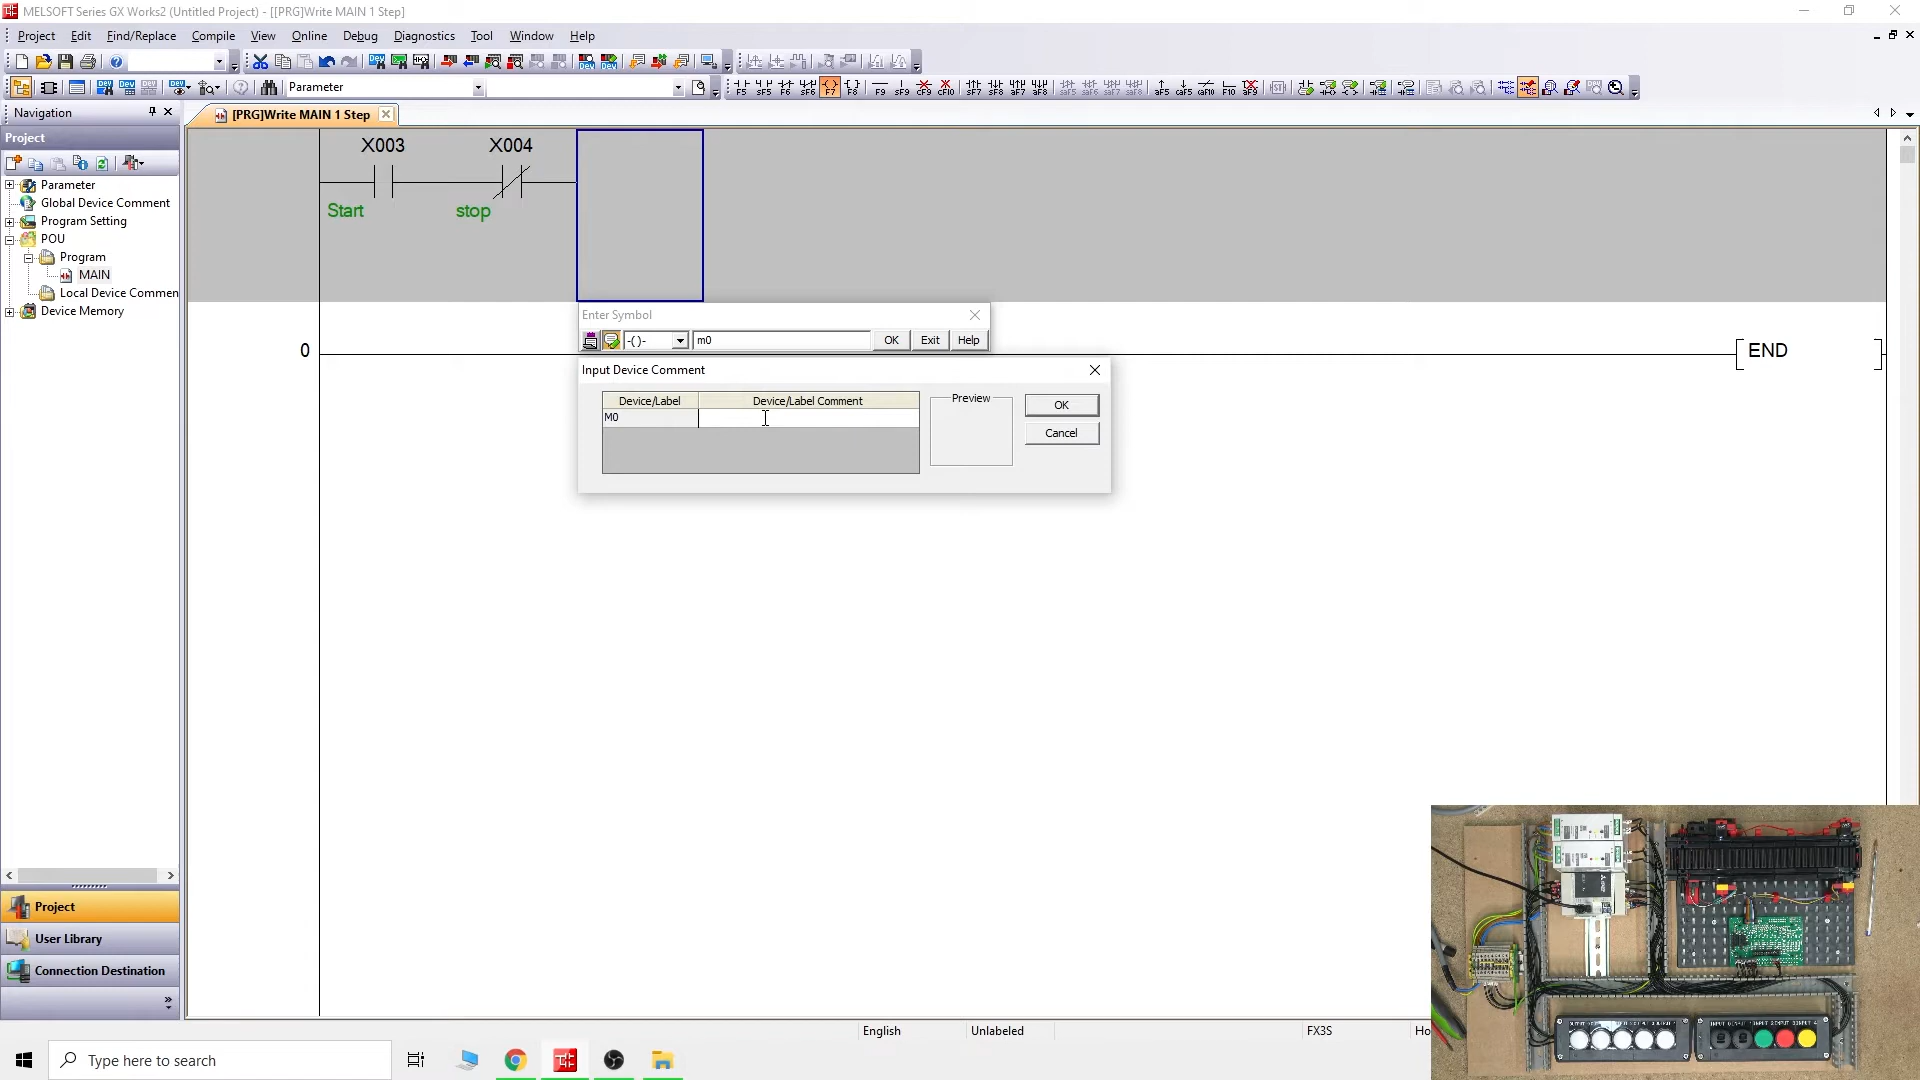 MELSOFT Series GX Works2 (Untitled Project) - [[PRG]Write MAIN 1 Step]
Project Edit Find/Replace Compile View Online Debug Diagnostics Tool Window Help
Parameter
Navigation
[PRG]Write MAIN 1 Step
Project
Parameter
Global Device Comment
Program Setting
POU
Program
MAIN
Local Device Commen
Device Memory
X003 X004
Start stop
Enter Symbol
-( )- m0 OK Exit Help
0
END
Input Device Comment
Device/Label Device/Label Comment
M0
Preview
OK
Cancel
Project
User Library
Connection Destination
English Unlabeled FX3S Ho
Type here to search